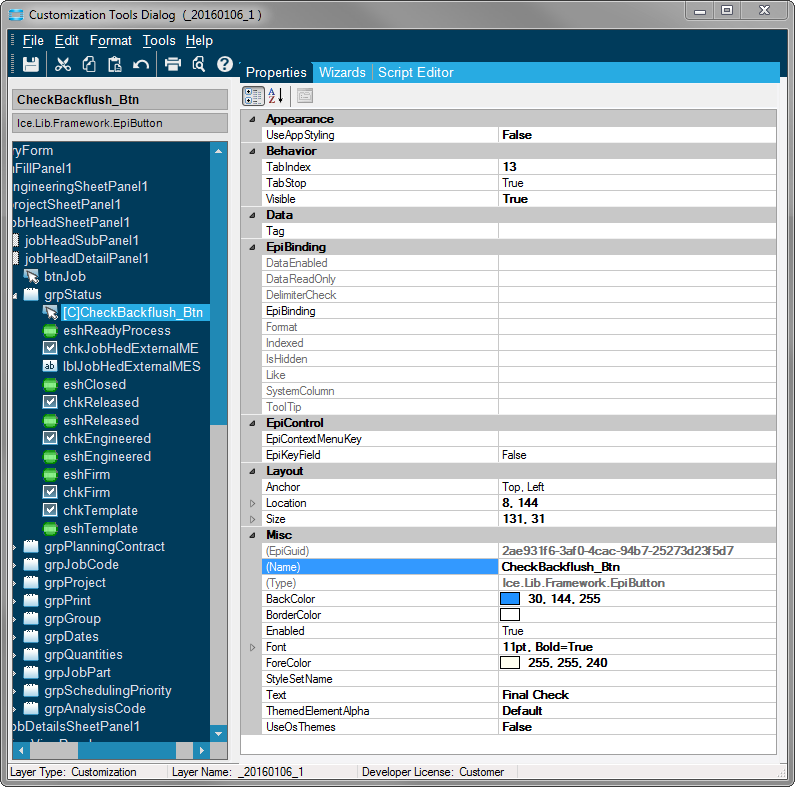 Customization Tools Dialog (_20160106_1 )
File Edit Format Tools Help
Properties Wizards Script Editor
CheckBackflush_Btn
Ice.Lib.Framework.EpiButton
ryForm
FillPanel1
ngineeringSheetPanel1
rojectSheetPanel1
obHeadSheetPanel1
jobHeadSubPanel1
jobHeadDetailPanel1
btnJob
grpStatus
[C]CheckBackflush_Btn
eshReadyProcess
chkJobHedExternalME
ab lblJobHedExternalMES
eshClosed
chkReleased
eshReleased
chkEngineered
eshEngineered
eshFirm
chkFirm
chkTemplate
eshTemplate
grpPlanningContract
grpJobCode
grpProject
grpPrint
grpGroup
grpDates
grpQuantities
grpJobPart
grpSchedulingPriority
grpAnalysisCode
obDetailsSheetPanel1
A Z
Appearance
UseAppStyling False
Behavior
TabIndex 13
TabStop True
Visible True
Data
Tag
EpiBinding
DataEnabled
DataReadOnly
DelimiterCheck
EpiBinding
Format
Indexed
IsHidden
Like
SystemColumn
ToolTip
EpiControl
EpiContextMenuKey
EpiKeyField False
Layout
Anchor Top, Left
Location 8, 144
Size 131, 31
Misc
(EpiGuid) 2ae931f6-3af0-4cac-94b7-25273d23f5d7
(Name) CheckBackflush_Btn
(Type) Ice.Lib.Framework.EpiButton
BackColor 30, 144, 255
BorderColor
Enabled True
Font 11pt, Bold=True
ForeColor 255, 255, 240
StyleSetName
Text Final Check
ThemedElementAlpha Default
UseOsThemes False
Layer Type: Customization Layer Name: _20160106_1 Developer License: Customer